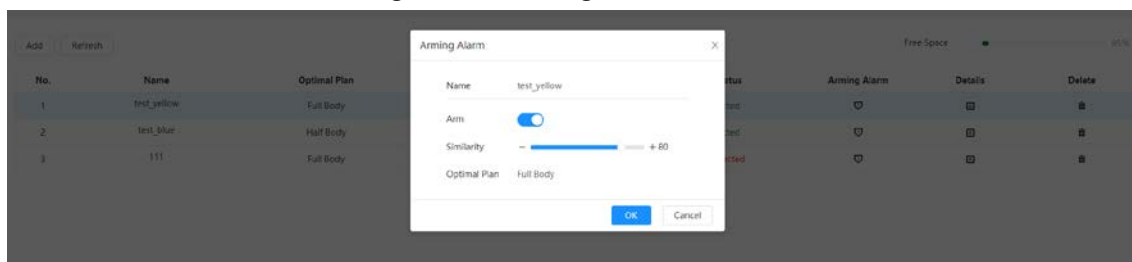 Add Refresh Free Space 95%
Arming Alarm
No. Name Optimal Plan Arming Alarm Details Delete
Name test_yellow
1 test_yellow Full Body
Arm
2 test_blue Half Body
Similarity − + 80
3 111 Full Body
Optimal Plan Full Body
OK Cancel